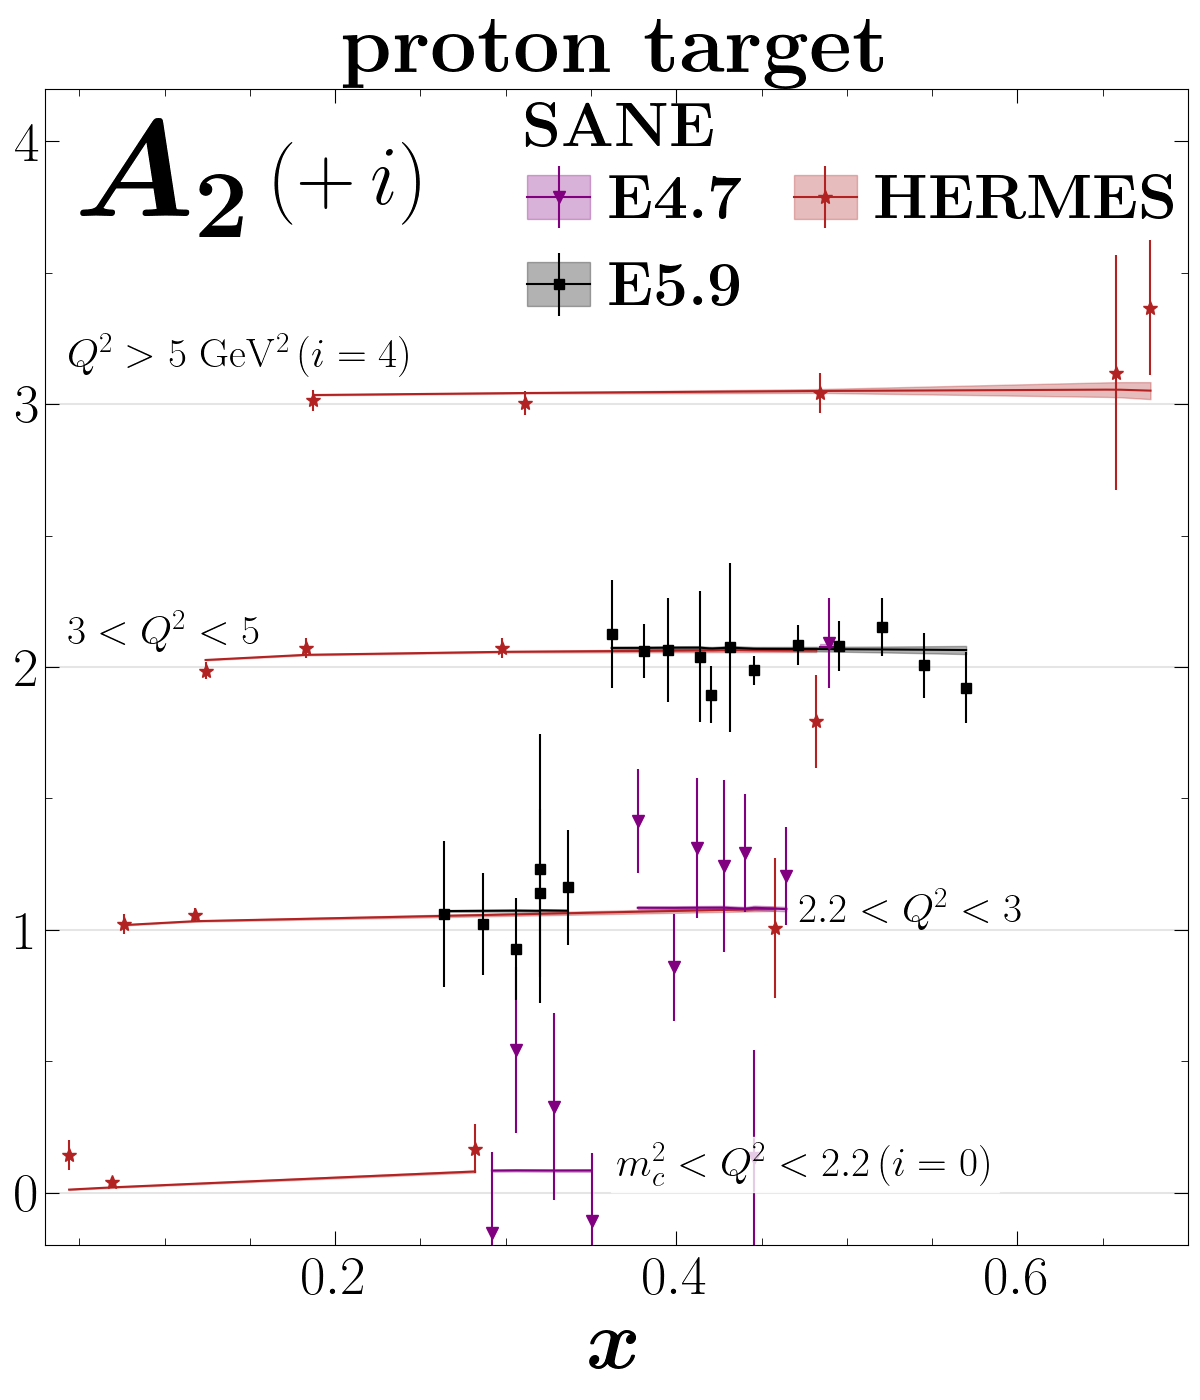 proton target
A₂ (+ i)
SANE
E4.7
HERMES
E5.9
Q² > 5 GeV² (i = 4)
3 < Q² < 5
2.2 < Q² < 3
m_c² < Q² < 2.2 (i = 0)
4
3
2
1
0
0.2 0.4 0.6
x